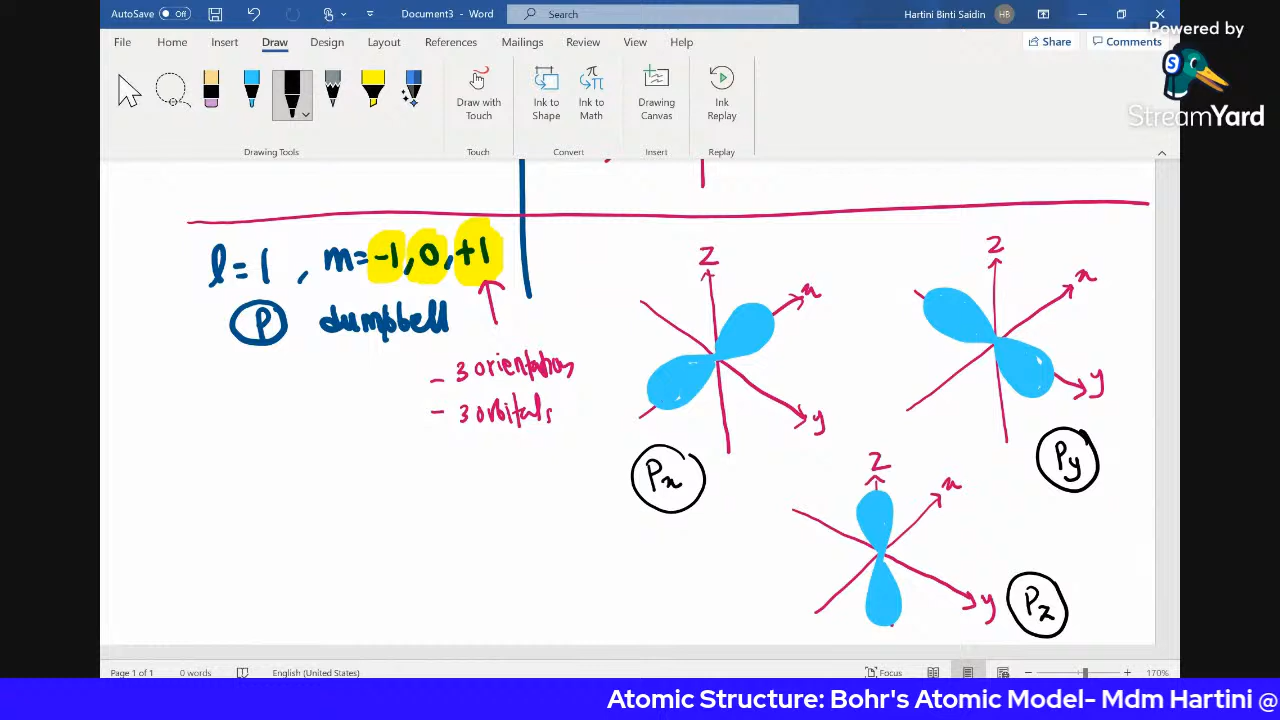 AutoSave Off
Document3 - Word
Search
Hartini Binti Saidin HB
File Home Insert Draw Design Layout References Mailings Review View Help
Share Comments
Powered by
StreamYard
Draw with Touch
Ink to Shape
Ink to Math
Drawing Canvas
Ink Replay
Drawing Tools Touch Convert Insert Replay
l=1, m=-1,0,+1
P dumpbell
- 3 orientations
- 3 orbitals
z
x
y
Px
z
x
y
Py
z
x
y
Pz
Page 1 of 1 0 words English (United States) Focus 170%
Atomic Structure: Bohr's Atomic Model- Mdm Hartini @